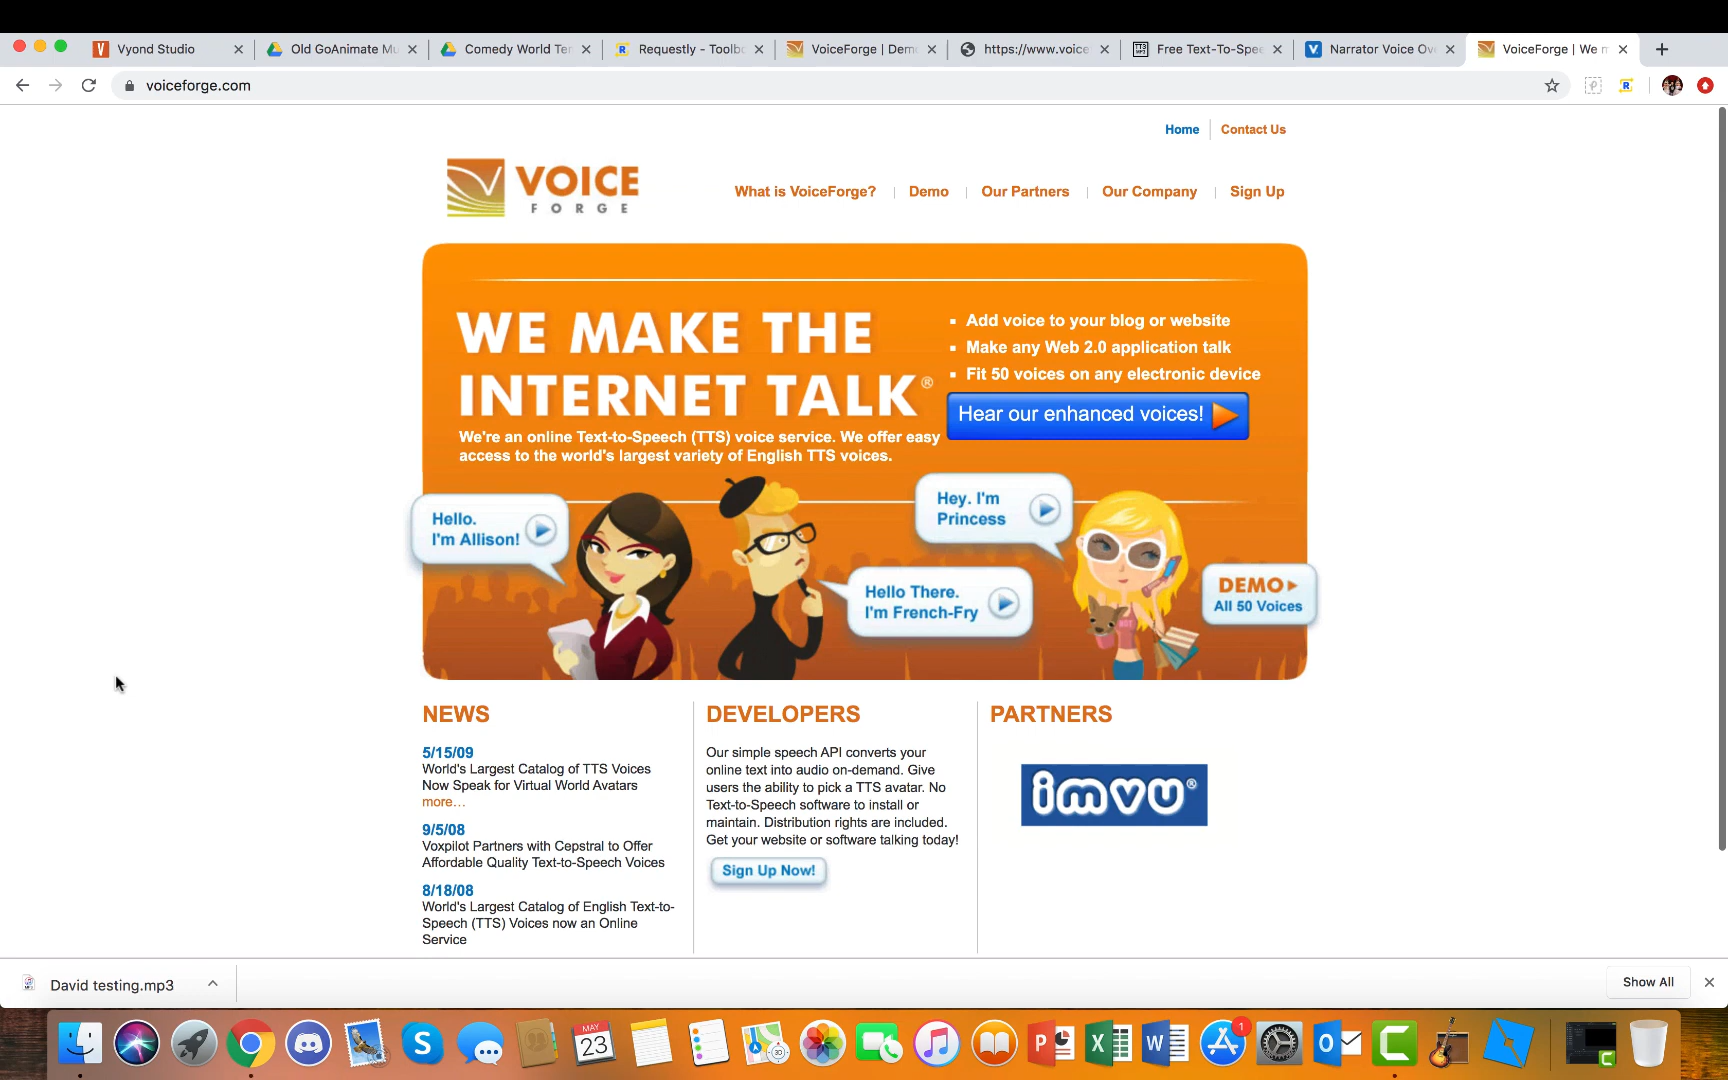 Vyond Studio
Old GoAnimate Mu
Comedy World Ter
Requestly - Toolbo
VoiceForge | Demo
https://www.voice
Free Text-To-Spee
Narrator Voice Ove
VoiceForge | We m
voiceforge.com
Home
Contact Us
VOICE
FORGE
What is VoiceForge?
Demo
Our Partners
Our Company
Sign Up
WE MAKE THE
INTERNET TALK®
We're an online Text-to-Speech (TTS) voice service. We offer easy
access to the world's largest variety of English TTS voices.
Add voice to your blog or website
Make any Web 2.0 application talk
Fit 50 voices on any electronic device
Hear our enhanced voices!
Hello.
I'm Allison!
Hello There.
I'm French-Fry
Hey. I'm
Princess
DEMO
All 50 Voices
NEWS
5/15/09
World's Largest Catalog of TTS Voices
Now Speak for Virtual World Avatars
more…
9/5/08
Voxpilot Partners with Cepstral to Offer
Affordable Quality Text-to-Speech Voices
8/18/08
World's Largest Catalog of English Text-to-
Speech (TTS) Voices now an Online
Service
DEVELOPERS
Our simple speech API converts your
online text into audio on-demand. Give
users the ability to pick a TTS avatar. No
Text-to-Speech software to install or
maintain. Distribution rights are included.
Get your website or software talking today!
Sign Up Now!
PARTNERS
imvu®
David testing.mp3
Show All
MAY
23
1